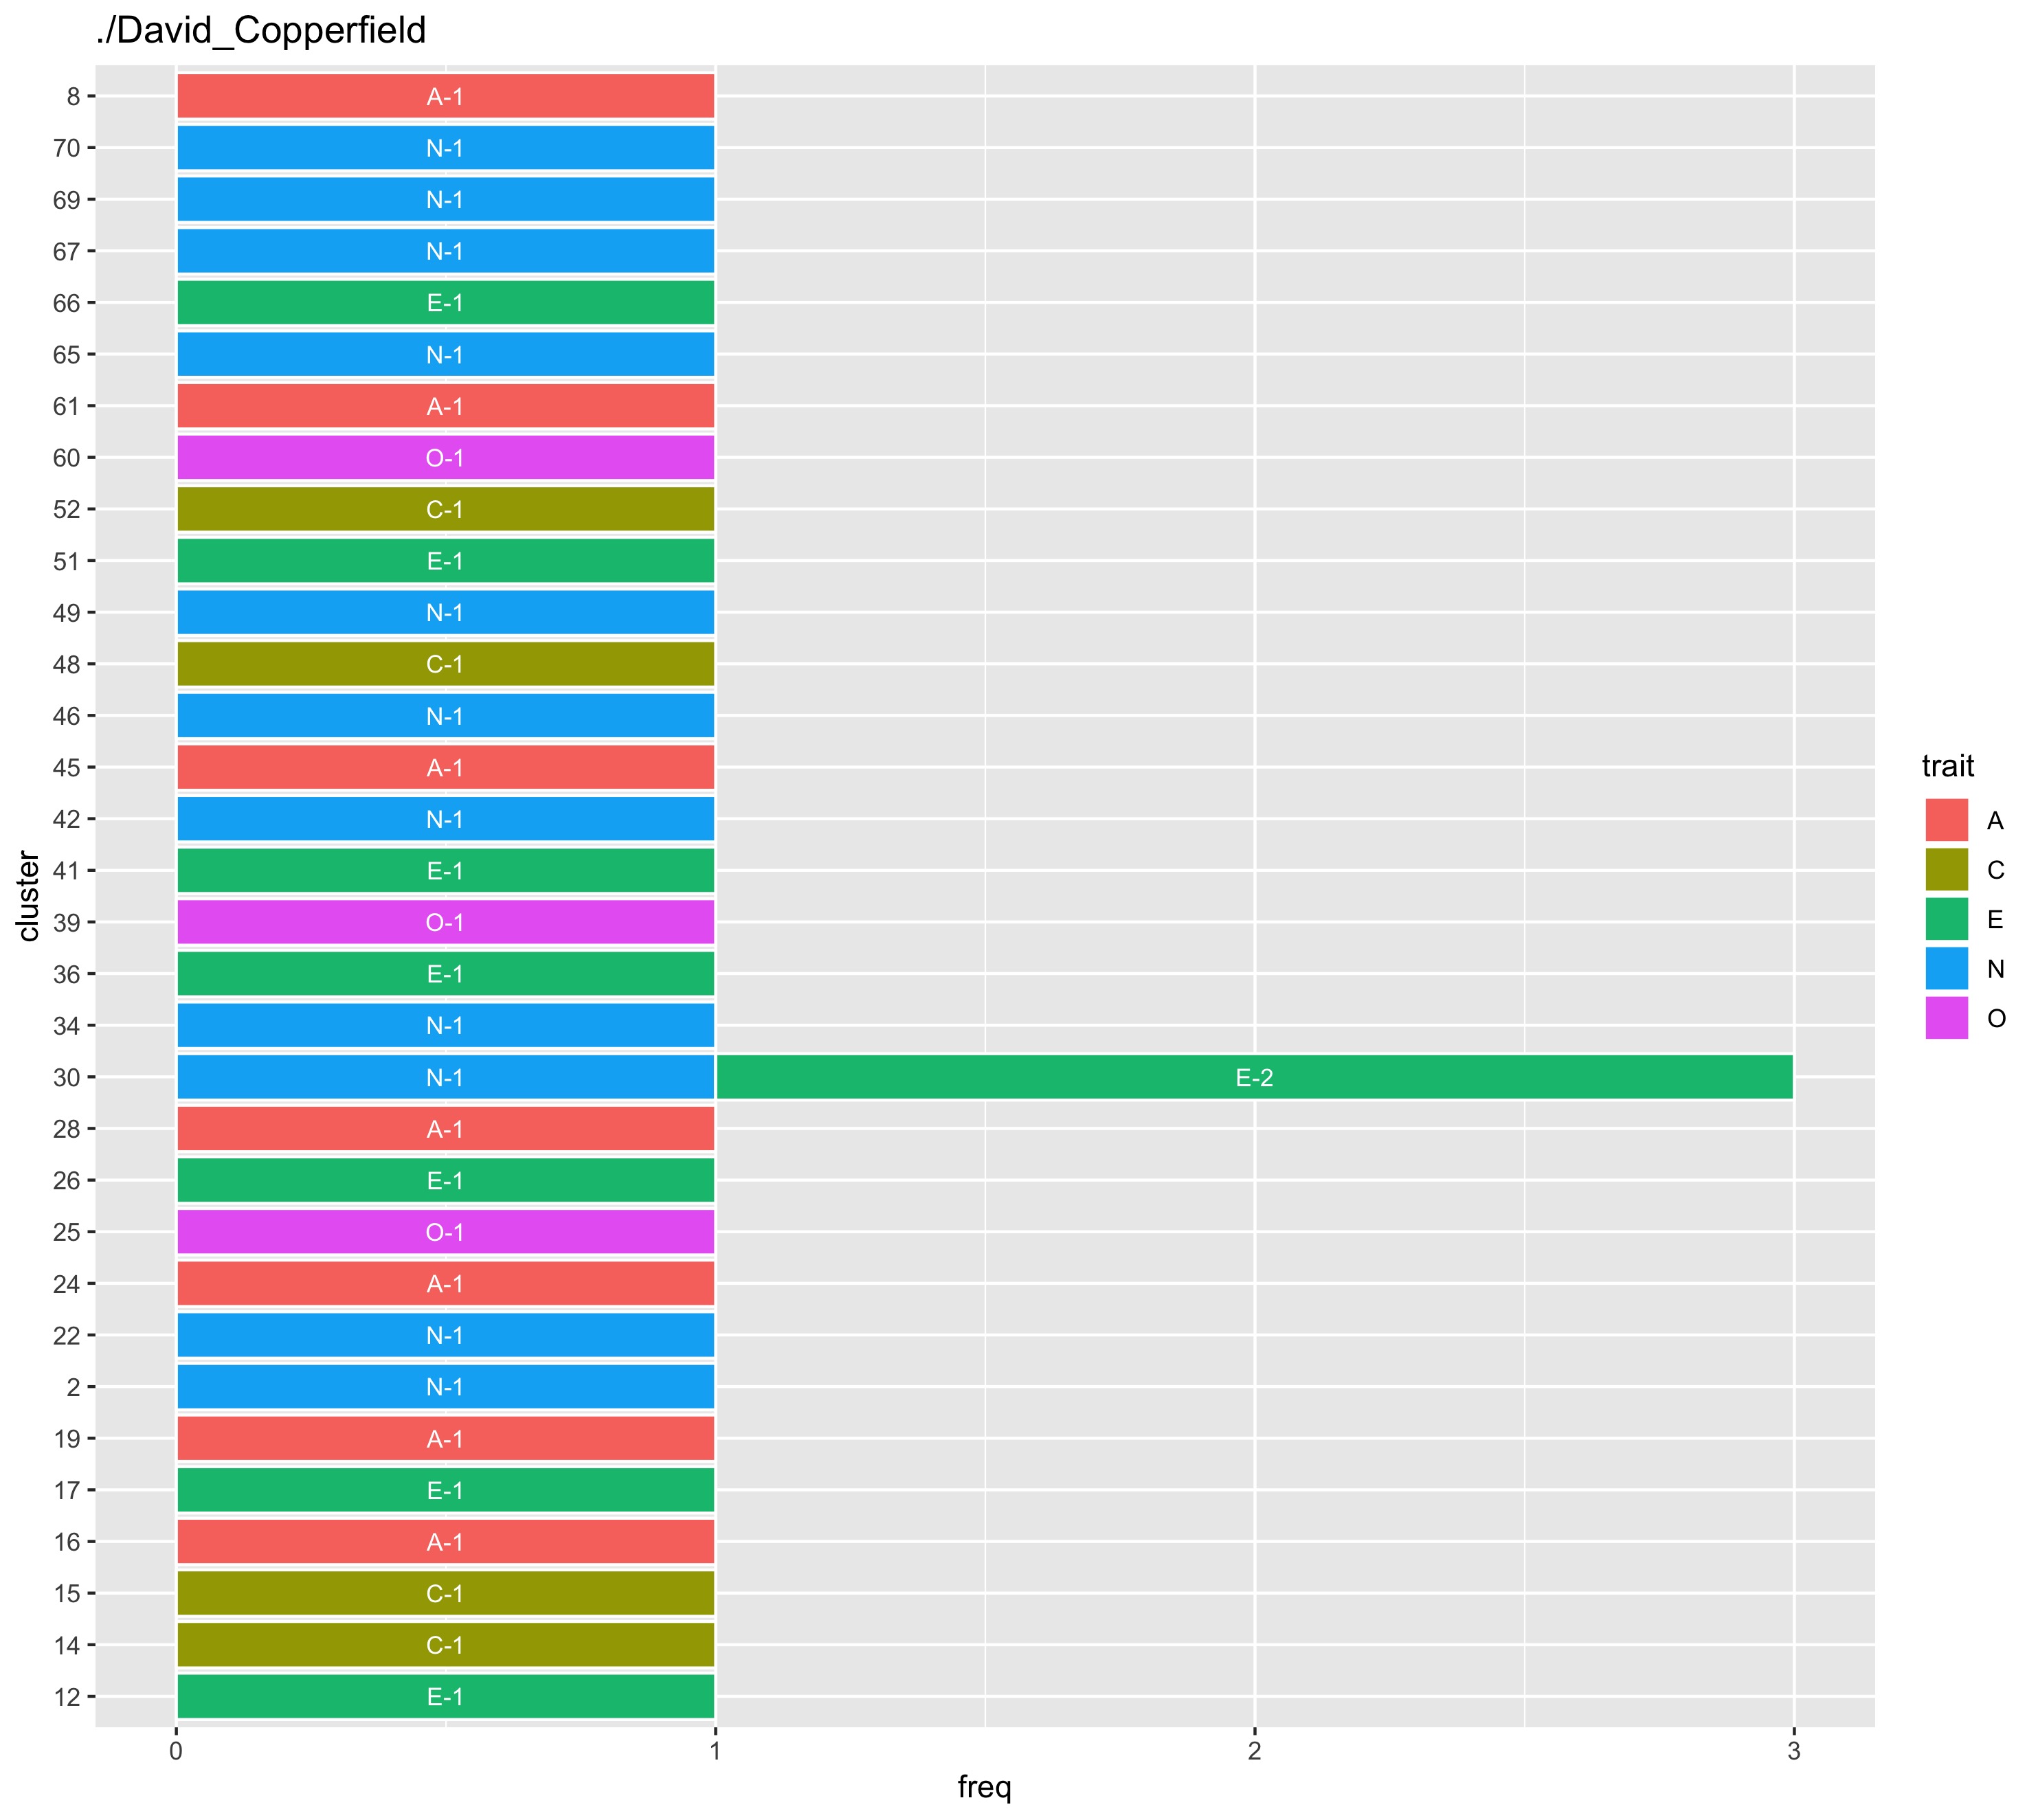 ./David_Copperfield
8 A-1
70 N-1
69 N-1
67 N-1
66 E-1
65 N-1
61 A-1
60 O-1
52 C-1
51 E-1
49 N-1
48 C-1
46 N-1
45 A-1
42 N-1
41 E-1
39 O-1
36 E-1
34 N-1
30 N-1 E-2
28 A-1
26 E-1
25 O-1
24 A-1
22 N-1
2 N-1
19 A-1
17 E-1
16 A-1
15 C-1
14 C-1
12 E-1
0 1 2 3
freq
cluster
trait
A
C
E
N
O